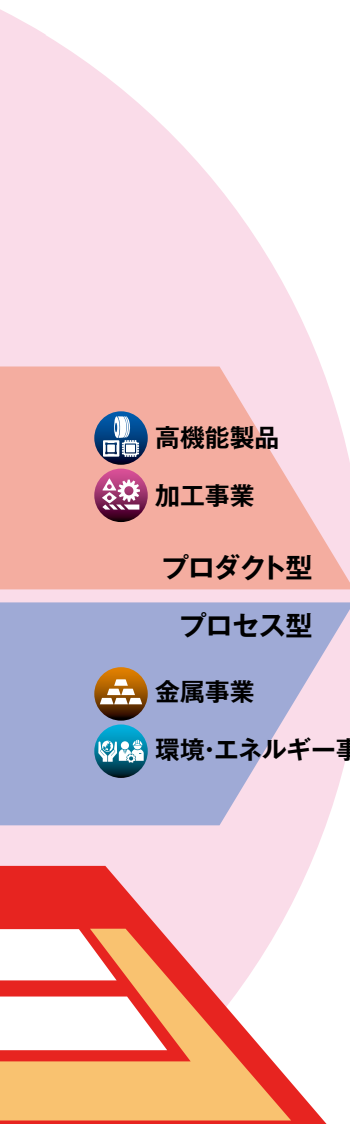 高機能製品
加工事業
プロダクト型
プロセス型
金属事業
環境・エネルギー事